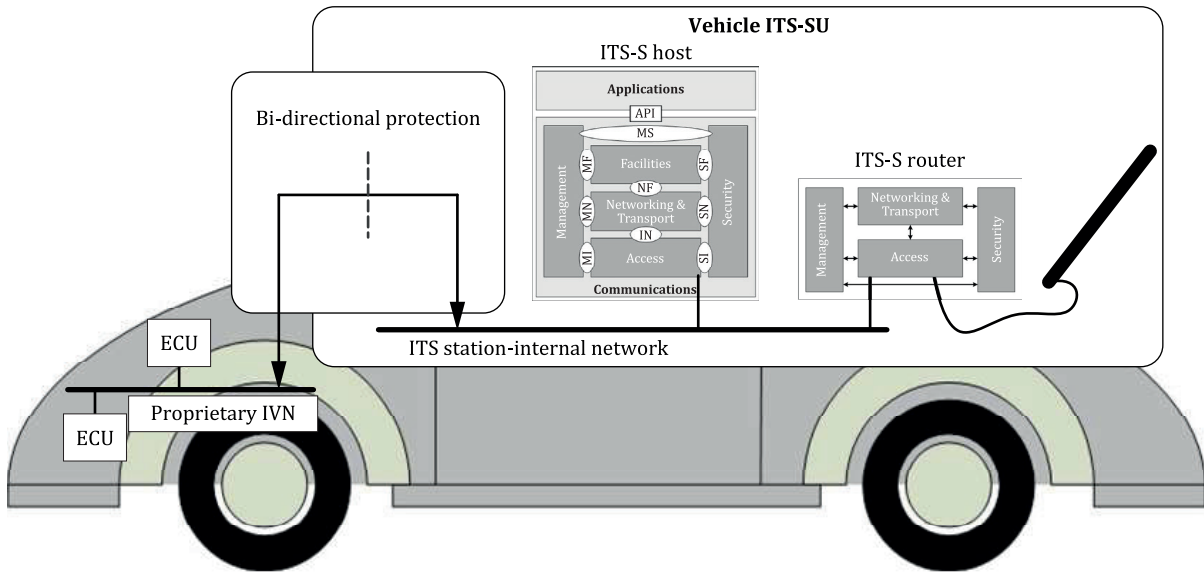 Vehicle ITS-SU
ITS-S host
Applications
API
MS
Bi-directional protection
MF
Facilities
SF
NF
Management
MN
Networking &
Transport
SN
Security
IN
MI
Access
SI
Communications
ITS-S router
Management
Networking &
Transport
Security
Access
ITS station-internal network
ECU
Proprietary IVN
ECU